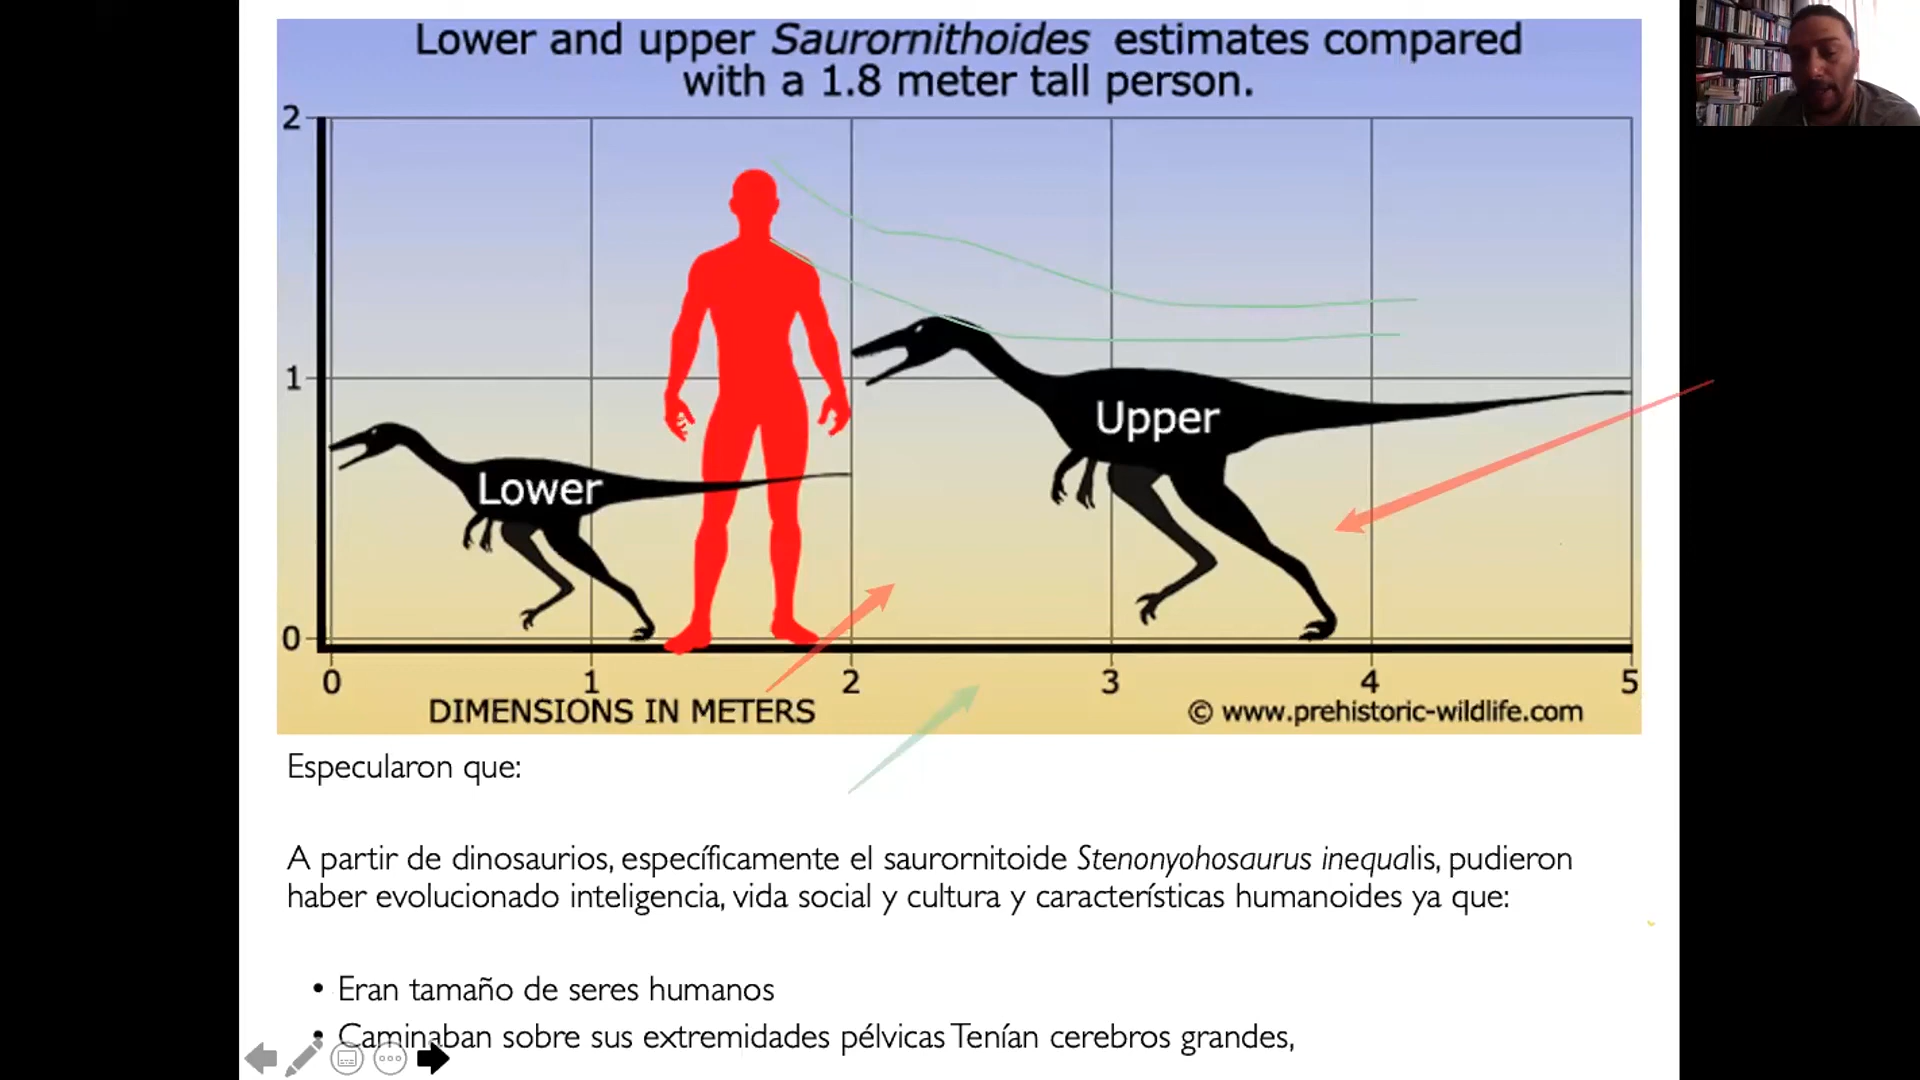 Lower and upper Saurornithoides estimates compared
with a 1.8 meter tall person.
2
1
0
Lower
Upper
0 1 2 3 4 5
DIMENSIONS IN METERS
© www.prehistoric-wildlife.com
Especularon que:
A partir de dinosaurios, específicamente el saurornitoide Stenonyohosaurus inequalis, pudieron
haber evolucionado inteligencia, vida social y cultura y características humanoides ya que:
• Eran tamaño de seres humanos
• Caminaban sobre sus extremidades pélvicas Tenían cerebros grandes,